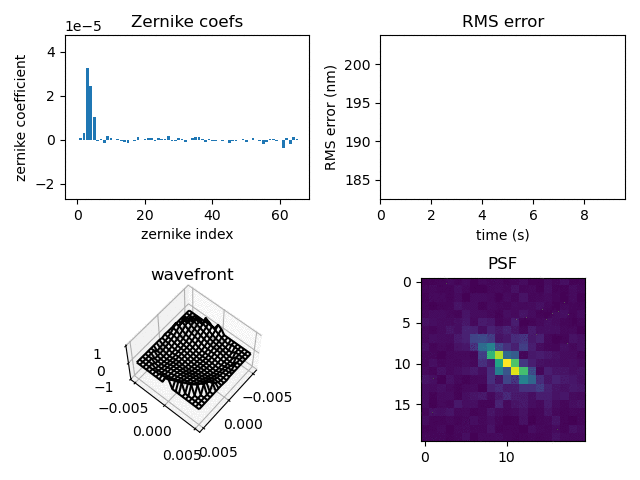 Zernike coefs
1e−5
4
2
0
−2
zernike coefficient
0 20 40 60
zernike index
RMS error
200
195
190
185
RMS error (nm)
0 2 4 6 8
time (s)
wavefront
1
0
−1
−0.005
0.000
0.005
−0.005
0.000
0.005
PSF
0
5
10
15
0 10